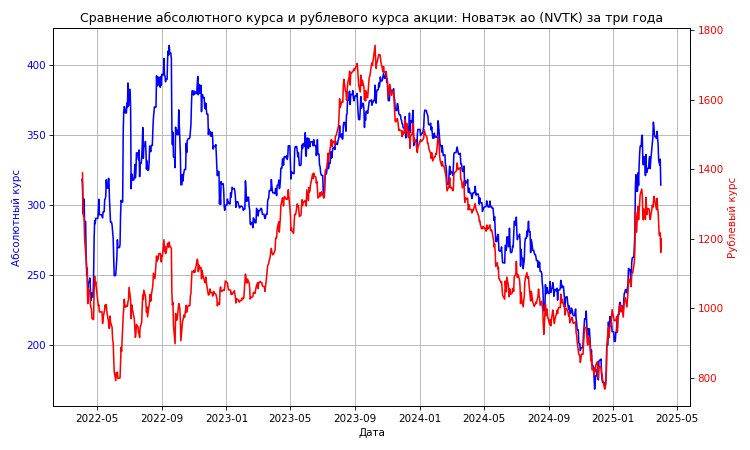 Сравнение абсолютного курса и рублевого курса акции: Новатэк ао (NVTK) за три года
400
350
300
250
200
Абсолютный курс
1800
1600
1400
1200
1000
800
Рублевый курс
2022-05 2022-09 2023-01 2023-05 2023-09 2024-01 2024-05 2024-09 2025-01 2025-05
Дата